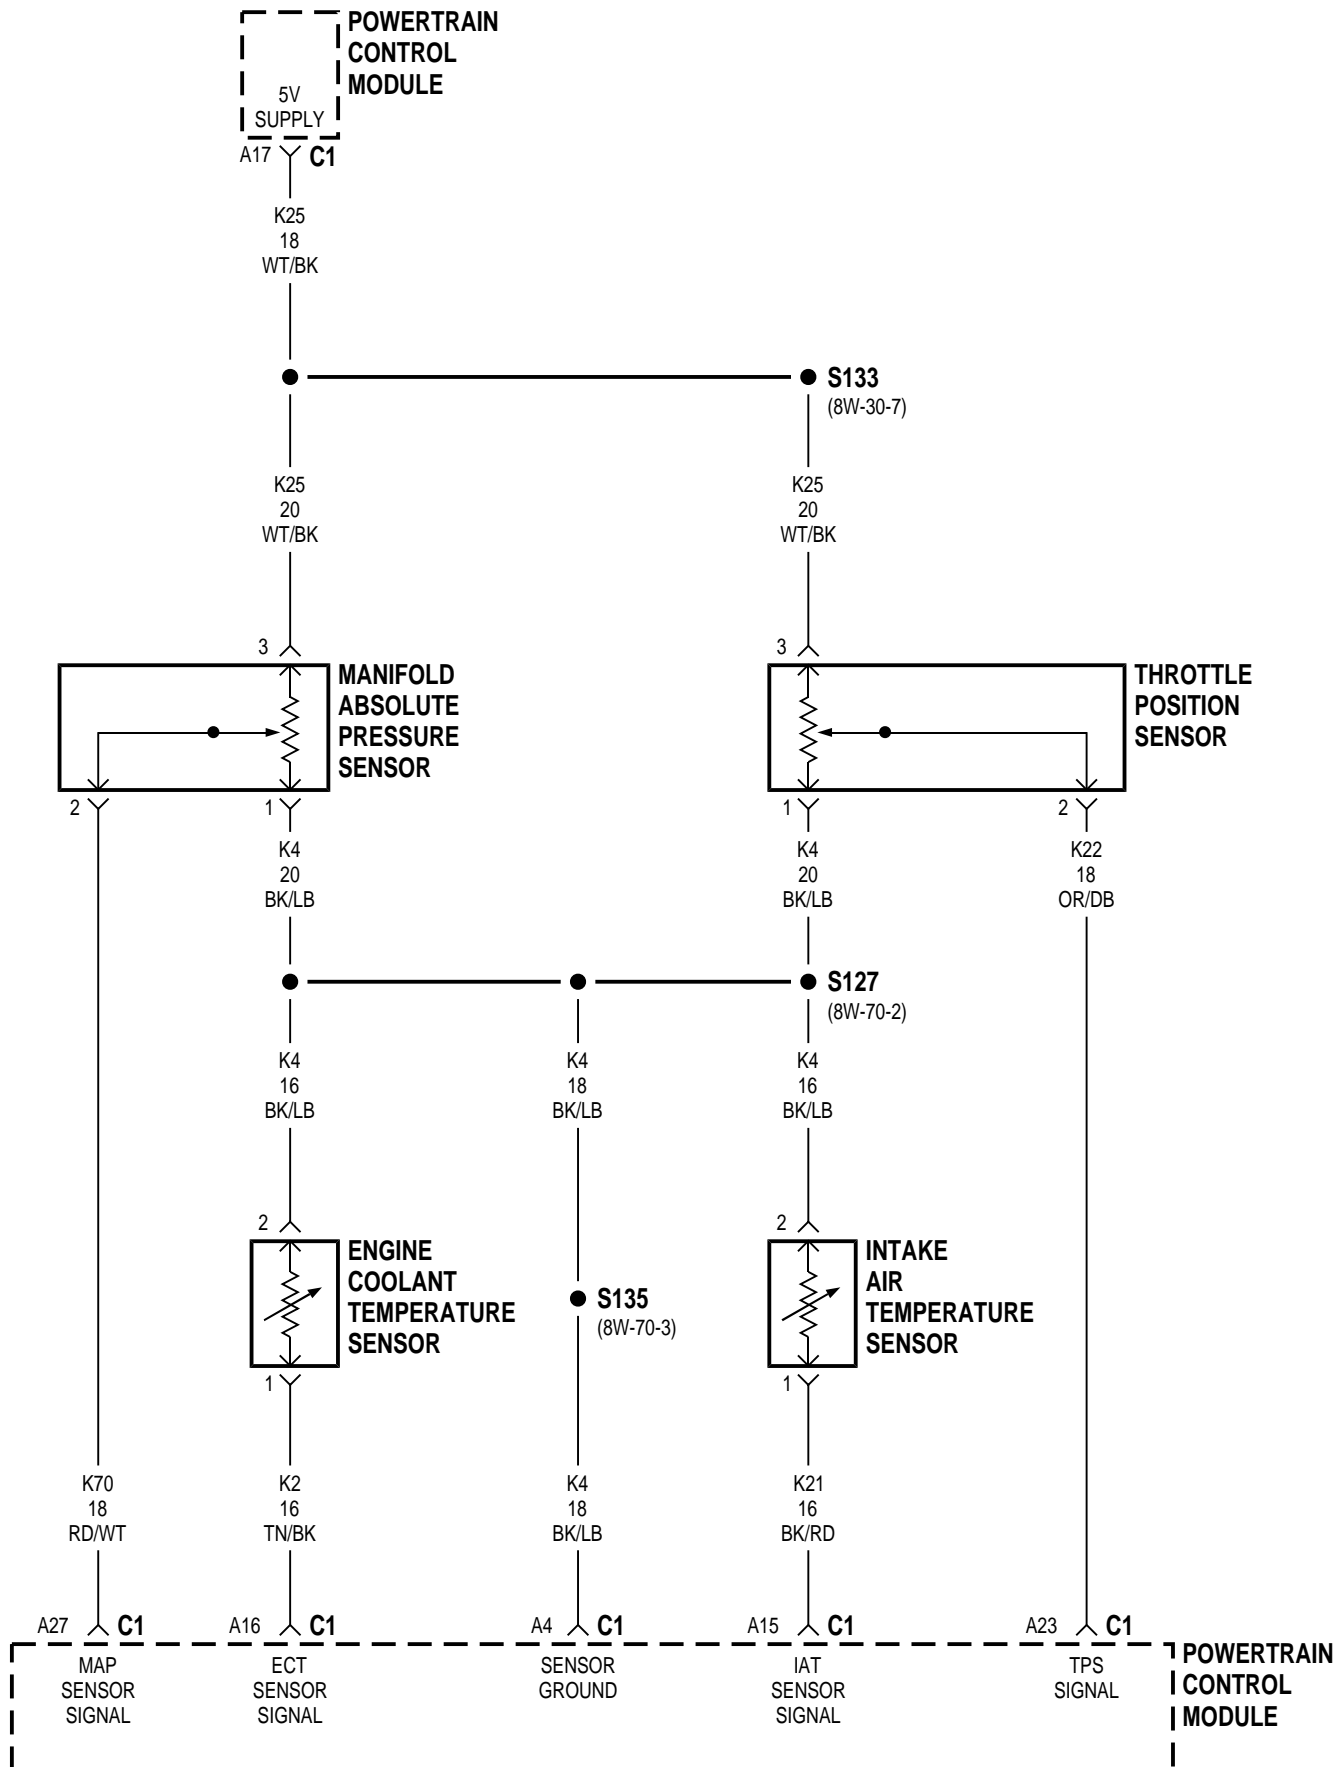 POWERTRAIN
CONTROL
MODULE
5V
SUPPLY
A17 C1
K25
18
WT/BK
S133
(8W-30-7)
K25
20
WT/BK
K25
20
WT/BK
3
3
MANIFOLD
ABSOLUTE
PRESSURE
SENSOR
THROTTLE
POSITION
SENSOR
2
1
1
2
K4
20
BK/LB
K4
20
BK/LB
K22
18
OR/DB
S127
(8W-70-2)
K4
16
BK/LB
K4
18
BK/LB
K4
16
BK/LB
2
2
ENGINE
COOLANT
TEMPERATURE
SENSOR
S135
(8W-70-3)
INTAKE
AIR
TEMPERATURE
SENSOR
1
1
K70
18
RD/WT
K2
16
TN/BK
K4
18
BK/LB
K21
16
BK/RD
A27 C1
A16 C1
A4 C1
A15 C1
A23 C1
MAP
SENSOR
SIGNAL
ECT
SENSOR
SIGNAL
SENSOR
GROUND
IAT
SENSOR
SIGNAL
TPS
SIGNAL
POWERTRAIN
CONTROL
MODULE